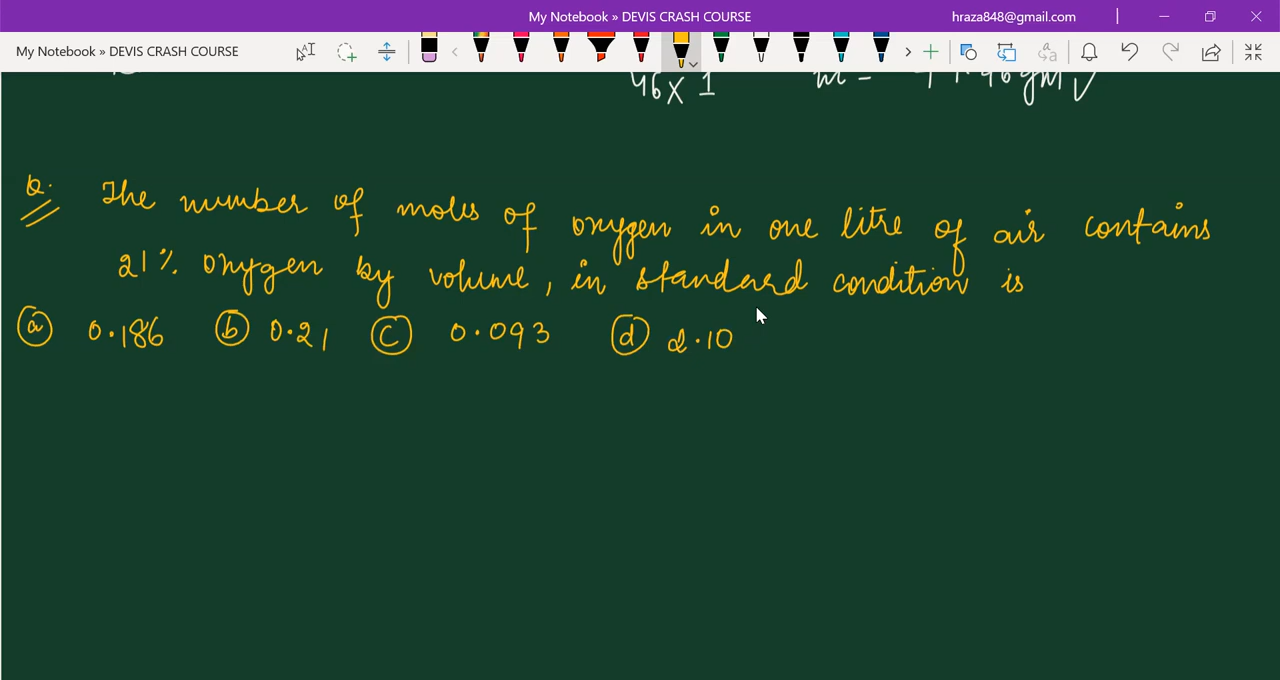 My Notebook » DEVIS CRASH COURSE
hraza848@gmail.com
My Notebook » DEVIS CRASH COURSE
46 x 1
Q. The number of moles of oxygen in one litre of air contains
21% oxygen by volume, in standard condition is
(a) 0.186 (b) 0.21 (c) 0.093 (d) 2.10